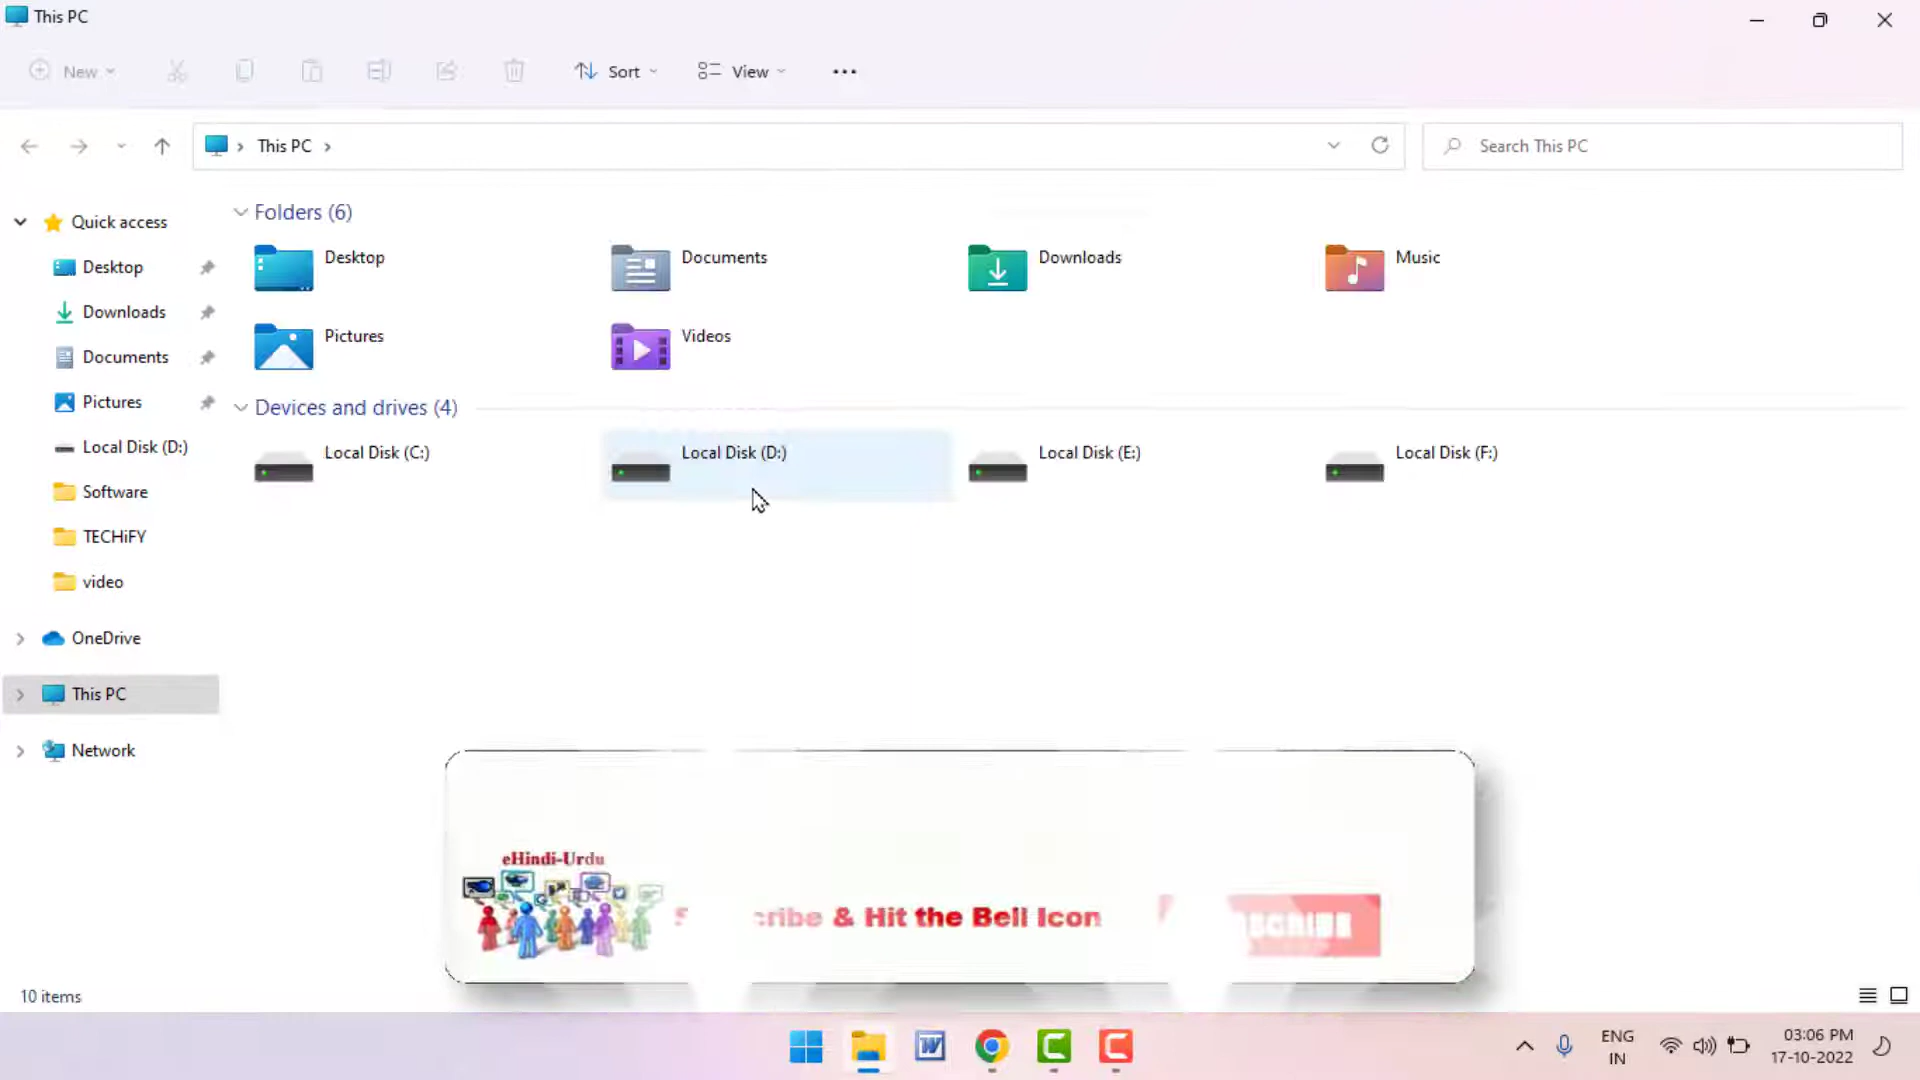 This PC
New
Sort
View
This PC
Search This PC
Quick access
Desktop
Downloads
Documents
Pictures
Local Disk (D:)
Software
TECHiFY
video
OneDrive
This PC
Network
Folders (6)
Desktop
Documents
Downloads
Music
Pictures
Videos
Devices and drives (4)
Local Disk (C:)
Local Disk (D:)
Local Disk (E:)
Local Disk (F:)
eHindi-Urdu
& Hit the Bell Icon
10 items
ENG
IN
03:06 PM
17-10-2022